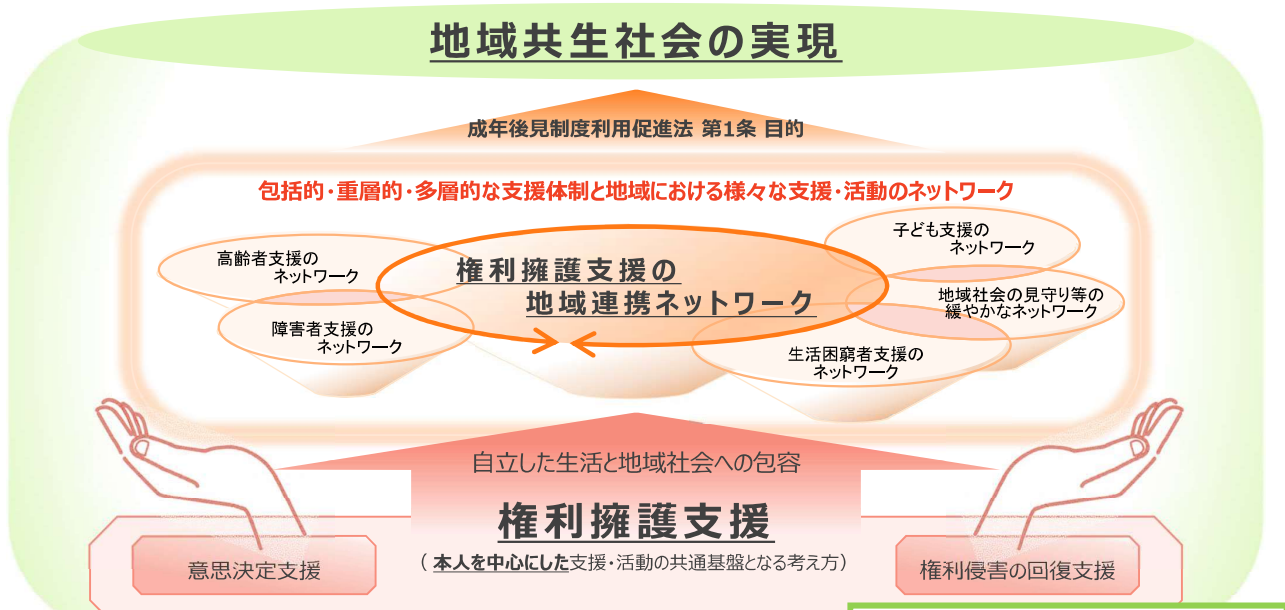 地域共生社会の実現
成年後見制度利用促進法 第1条 目的
包括的・重層的・多層的な支援体制と地域における様々な支援・活動のネットワーク
高齢者支援の
ネットワーク
障害者支援の
ネットワーク
権利擁護支援の
地域連携ネットワーク
子ども支援の
ネットワーク
地域社会の見守り等の
緩やかなネットワーク
生活困窮者支援の
ネットワーク
自立した生活と地域社会への包容
権利擁護支援
（本人を中心にした支援・活動の共通基盤となる考え方）
意思決定支援
権利侵害の回復支援